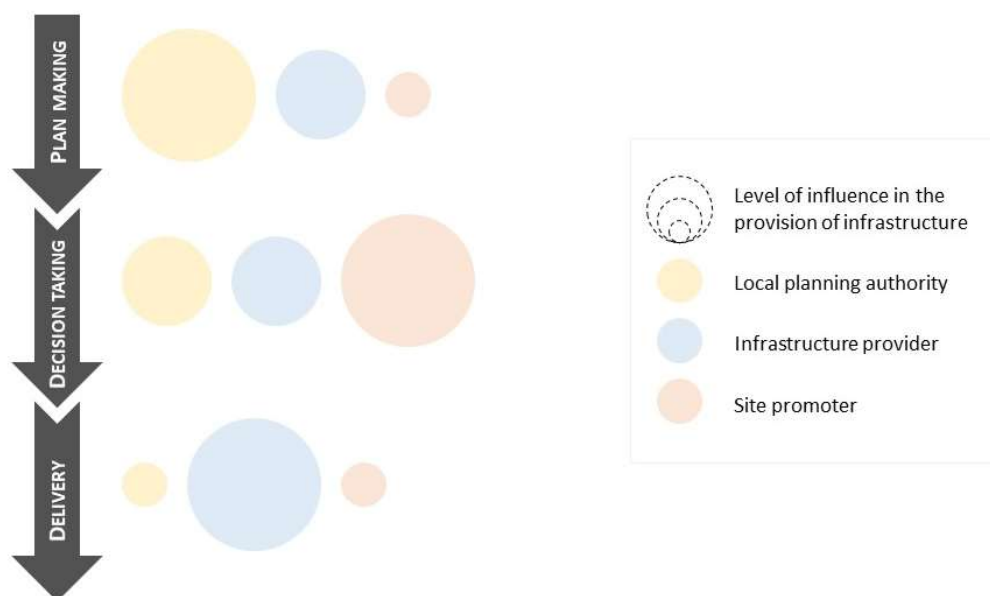 PLAN MAKING
DECISION TAKING
DELIVERY
Level of influence in the
provision of infrastructure
Local planning authority
Infrastructure provider
Site promoter